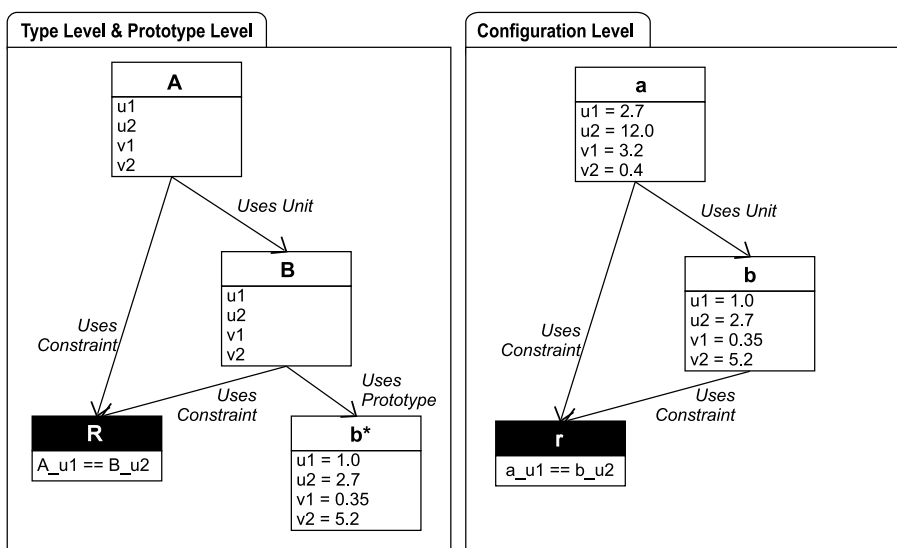 Type Level & Prototype Level
A
u1
u2
v1
v2
Uses Unit
B
u1
u2
v1
v2
Uses
Constraint
Uses
Constraint
Uses
Prototype
R
A_u1 == B_u2
b*
u1 = 1.0
u2 = 2.7
v1 = 0.35
v2 = 5.2
Configuration Level
a
u1 = 2.7
u2 = 12.0
v1 = 3.2
v2 = 0.4
Uses Unit
b
u1 = 1.0
u2 = 2.7
v1 = 0.35
v2 = 5.2
Uses
Constraint
Uses
Constraint
r
a_u1 == b_u2